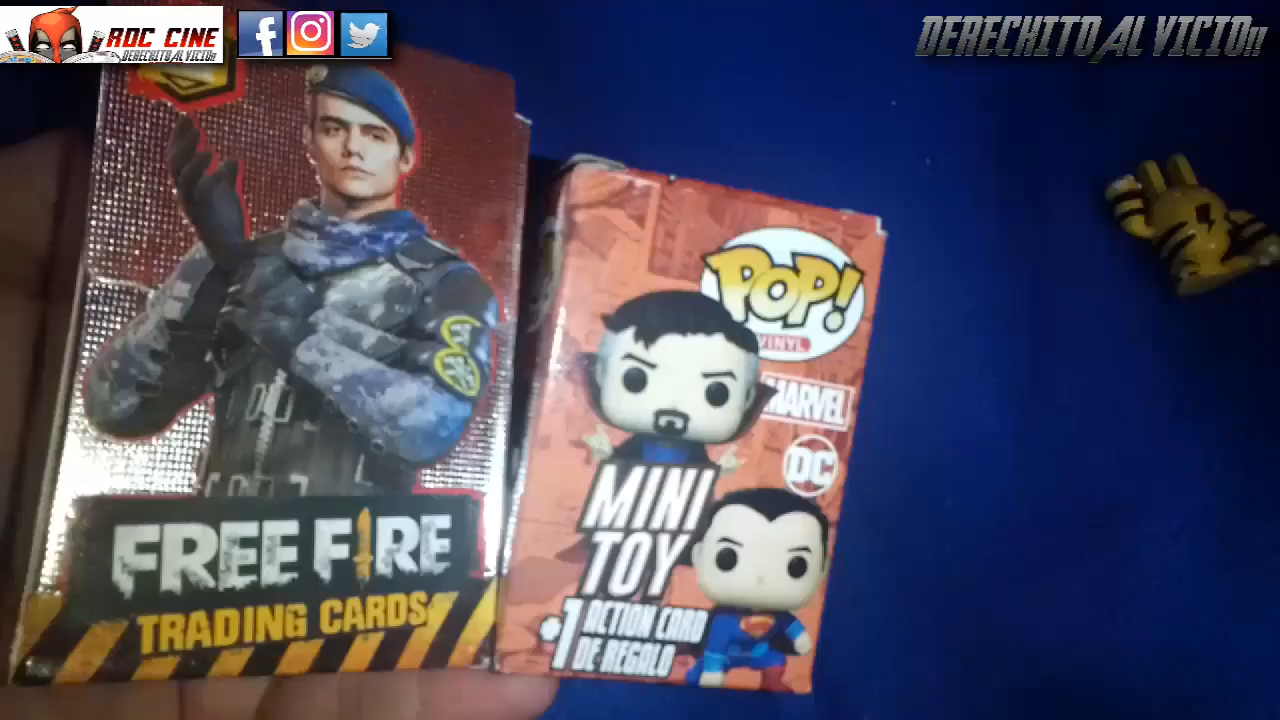 ROC CINE
DERECHITO AL VICIO!!
DERECHITO AL VICIO!!
FREE FIRE
TRADING CARDS
POP!
VINYL
MARVEL
DC
MINI
TOY
+1 ACTION CARD
DE REGALO